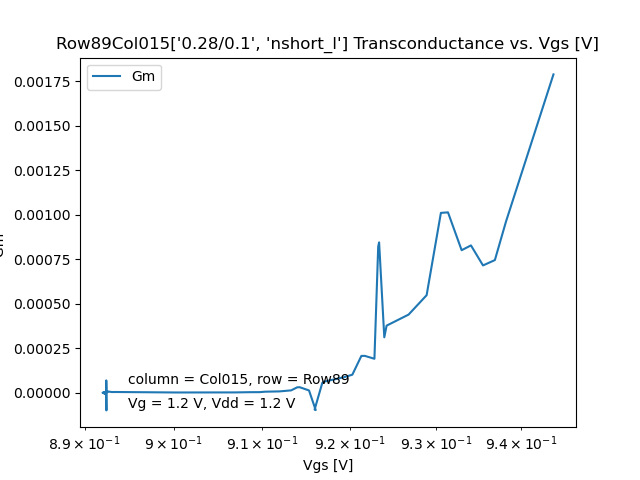 Row89Col015['0.28/0.1', 'nshort_l'] Transconductance vs. Vgs [V]
Gm
0.00175
0.00150
0.00125
0.00100
0.00075
0.00050
0.00025
0.00000
Gm
column = Col015, row = Row89
Vg = 1.2 V, Vdd = 1.2 V
8.9 × 10⁻¹ 9 × 10⁻¹ 9.1 × 10⁻¹ 9.2 × 10⁻¹ 9.3 × 10⁻¹ 9.4 × 10⁻¹
Vgs [V]